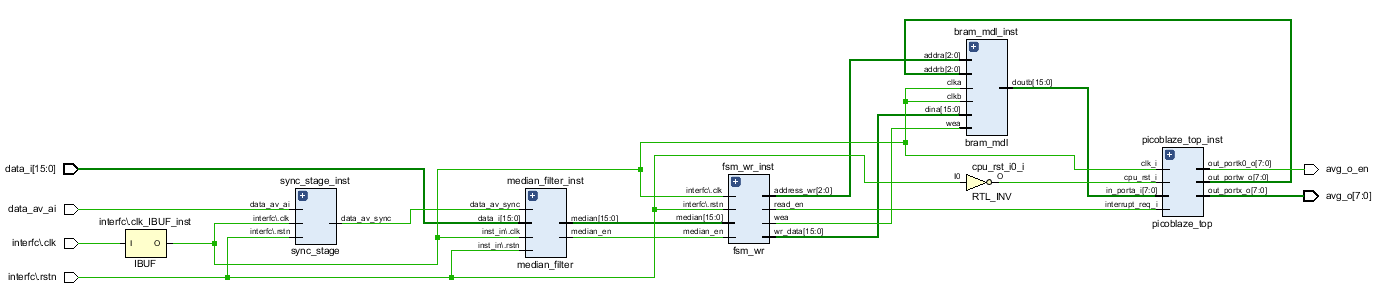 data_i[15:0]
data_av_ai
interfc\.clk
interfc\.rstn
interfc\.clk_IBUF_inst
I
O
IBUF
sync_stage_inst
data_av_ai
interfc\.clk
interfc\.rstn
data_av_sync
sync_stage
median_filter_inst
data_av_sync
data_i[15:0]
inst_in\.clk
inst_in\.rstn
median[15:0]
median_en
median_filter
fsm_wr_inst
interfc\.clk
interfc\.rstn
median[15:0]
median_en
address_wr[2:0]
read_en
wea
wr_data[15:0]
fsm_wr
bram_mdl_inst
addra[2:0]
addrb[2:0]
clka
clkb
dina[15:0]
wea
doutb[15:0]
bram_mdl
cpu_rst_i0_i
I0
O
RTL_INV
picoblaze_top_inst
clk_i
cpu_rst_i
in_porta_i[7:0]
interrupt_req_i
out_portk0_o[7:0]
out_portw_o[7:0]
out_portx_o[7:0]
picoblaze_top
avg_o_en
avg_o[7:0]